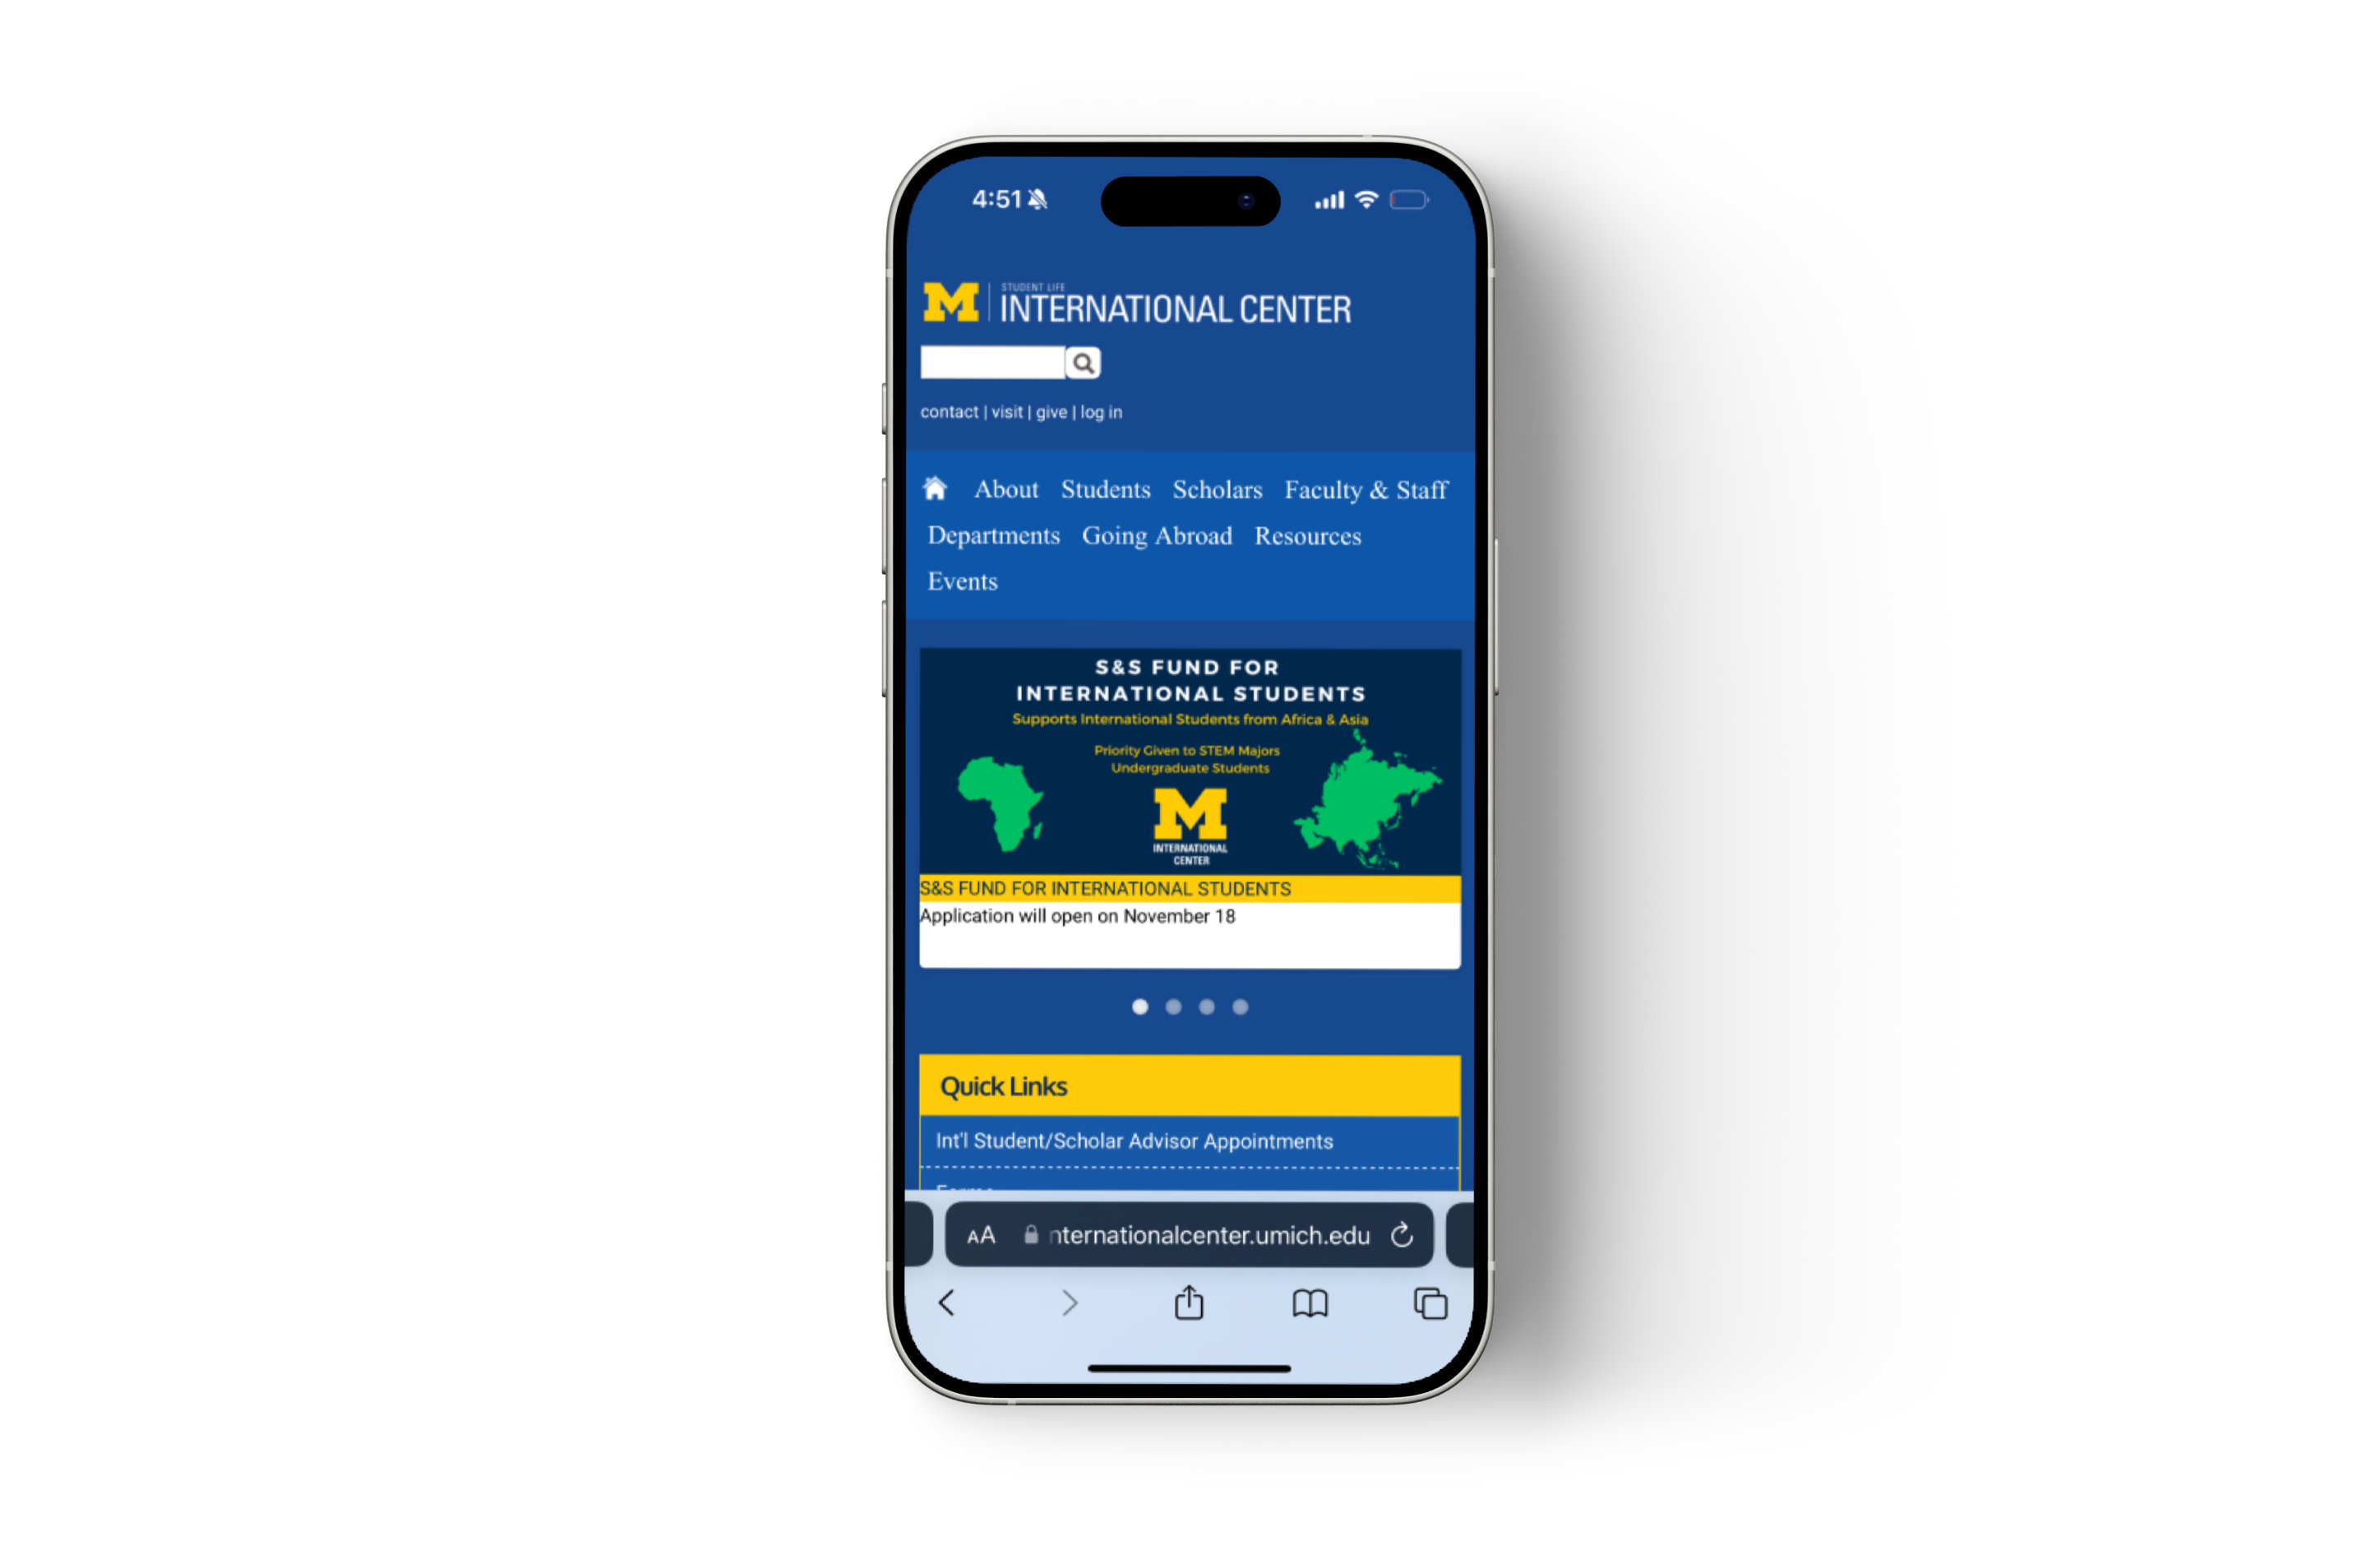 4:51
M STUDENT LIFE
INTERNATIONAL CENTER
contact | visit | give | log in
About Students Scholars Faculty & Staff
Departments Going Abroad Resources
Events
S&S FUND FOR
INTERNATIONAL STUDENTS
Supports International Students from Africa & Asia
Priority Given to STEM Majors
Undergraduate Students
M
INTERNATIONAL
CENTER
S&S FUND FOR INTERNATIONAL STUDENTS
Application will open on November 18
Quick Links
Int'l Student/Scholar Advisor Appointments
AA nternationalcenter.umich.edu